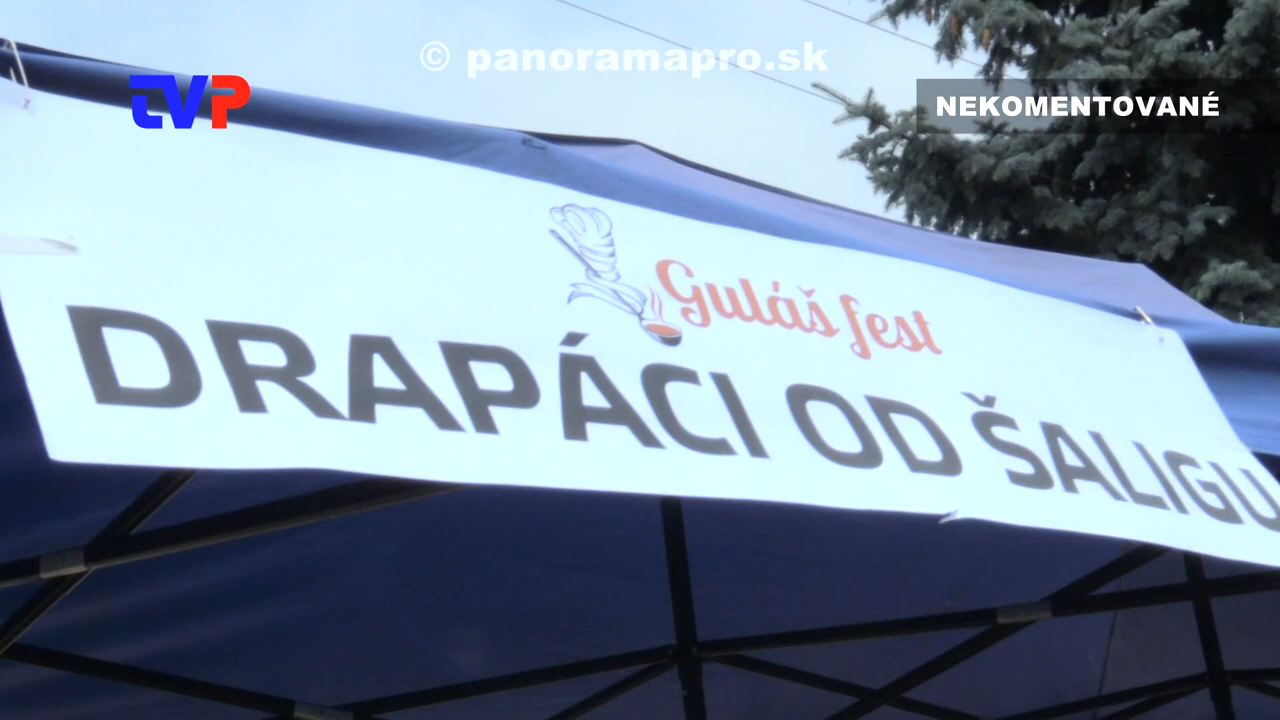 © panoramapro.sk
TVP
NEKOMENTOVANÉ
Guláš fest
DRAPÁCI OD ŠALIGU